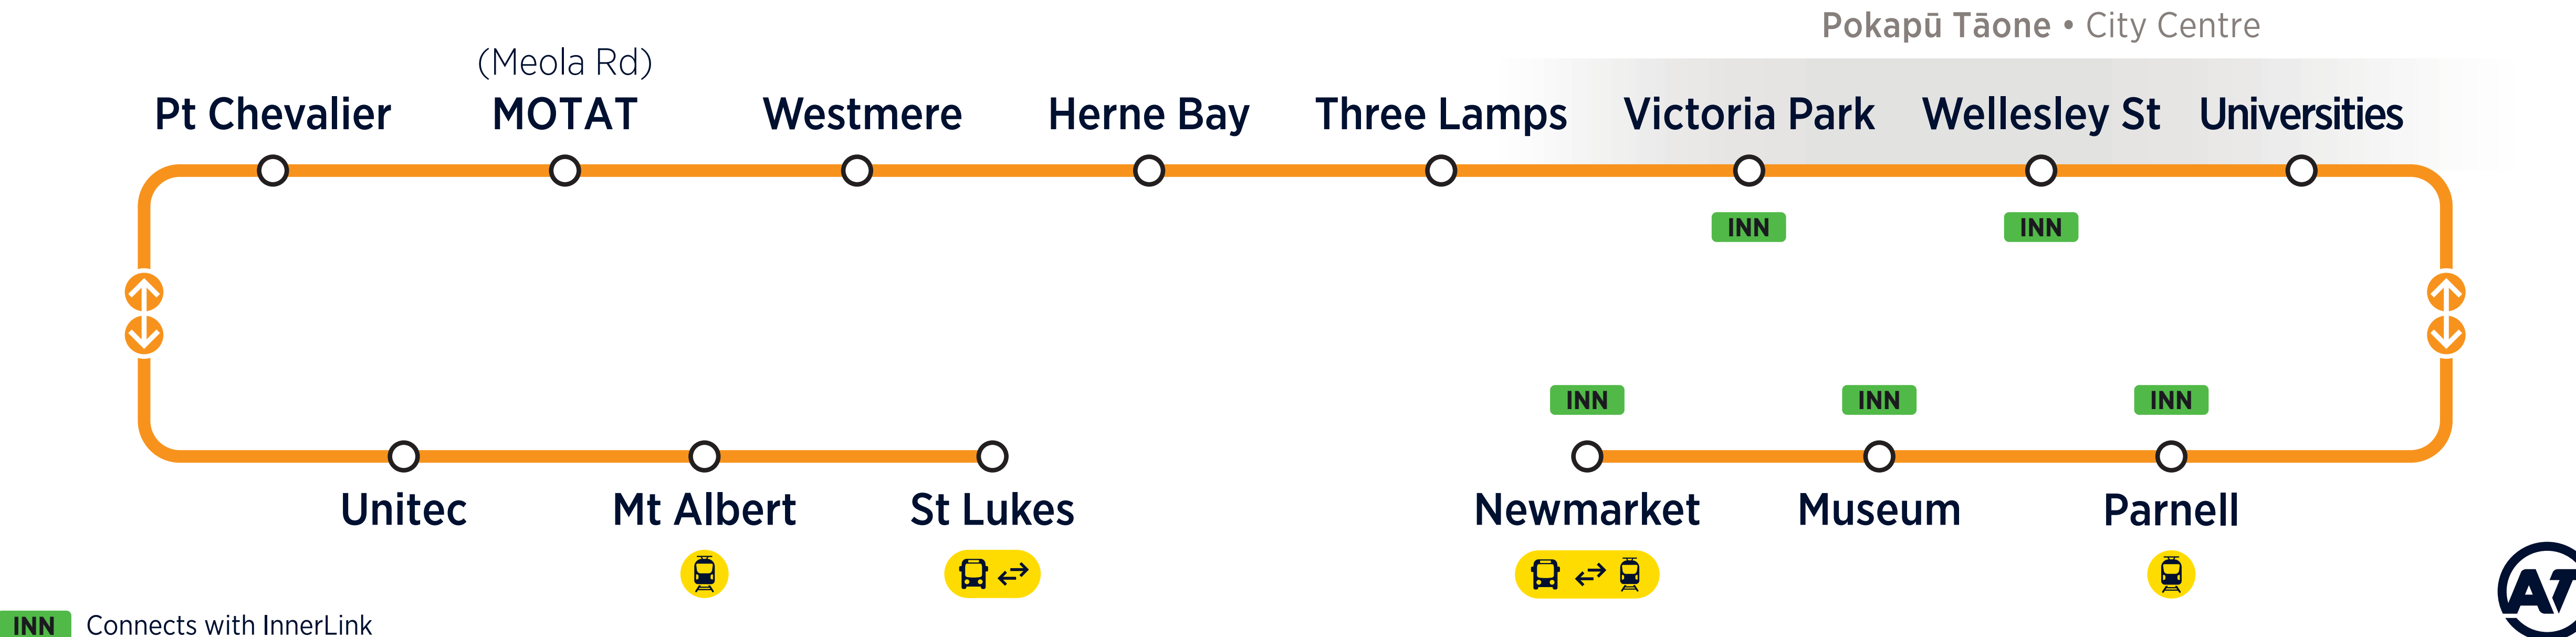 Pokapū Tāone • City Centre
(Meola Rd)
Pt Chevalier MOTAT Westmere Herne Bay Three Lamps Victoria Park Wellesley St Universities
INN INN
INN INN INN
Unitec Mt Albert St Lukes Newmarket Museum Parnell
AT
INN Connects with InnerLink